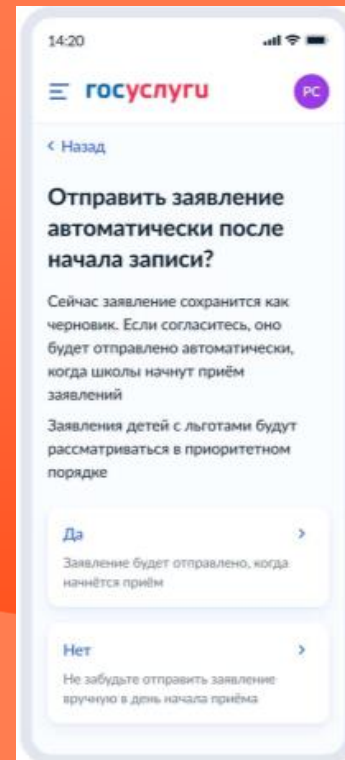 14:20
госуслуги
РС
Назад
Отправить заявление
автоматически после
начала записи?
Сейчас заявление сохранится как
черновик. Если согласитесь, оно
будет отправлено автоматически,
когда школы начнут приём
заявлений
Заявления детей с льготами будут
рассматриваться в приоритетном
порядке
Да
Заявление будет отправлено, когда
начнётся приём
Нет
Не забудьте отправить заявление
вручную в день начала приёма